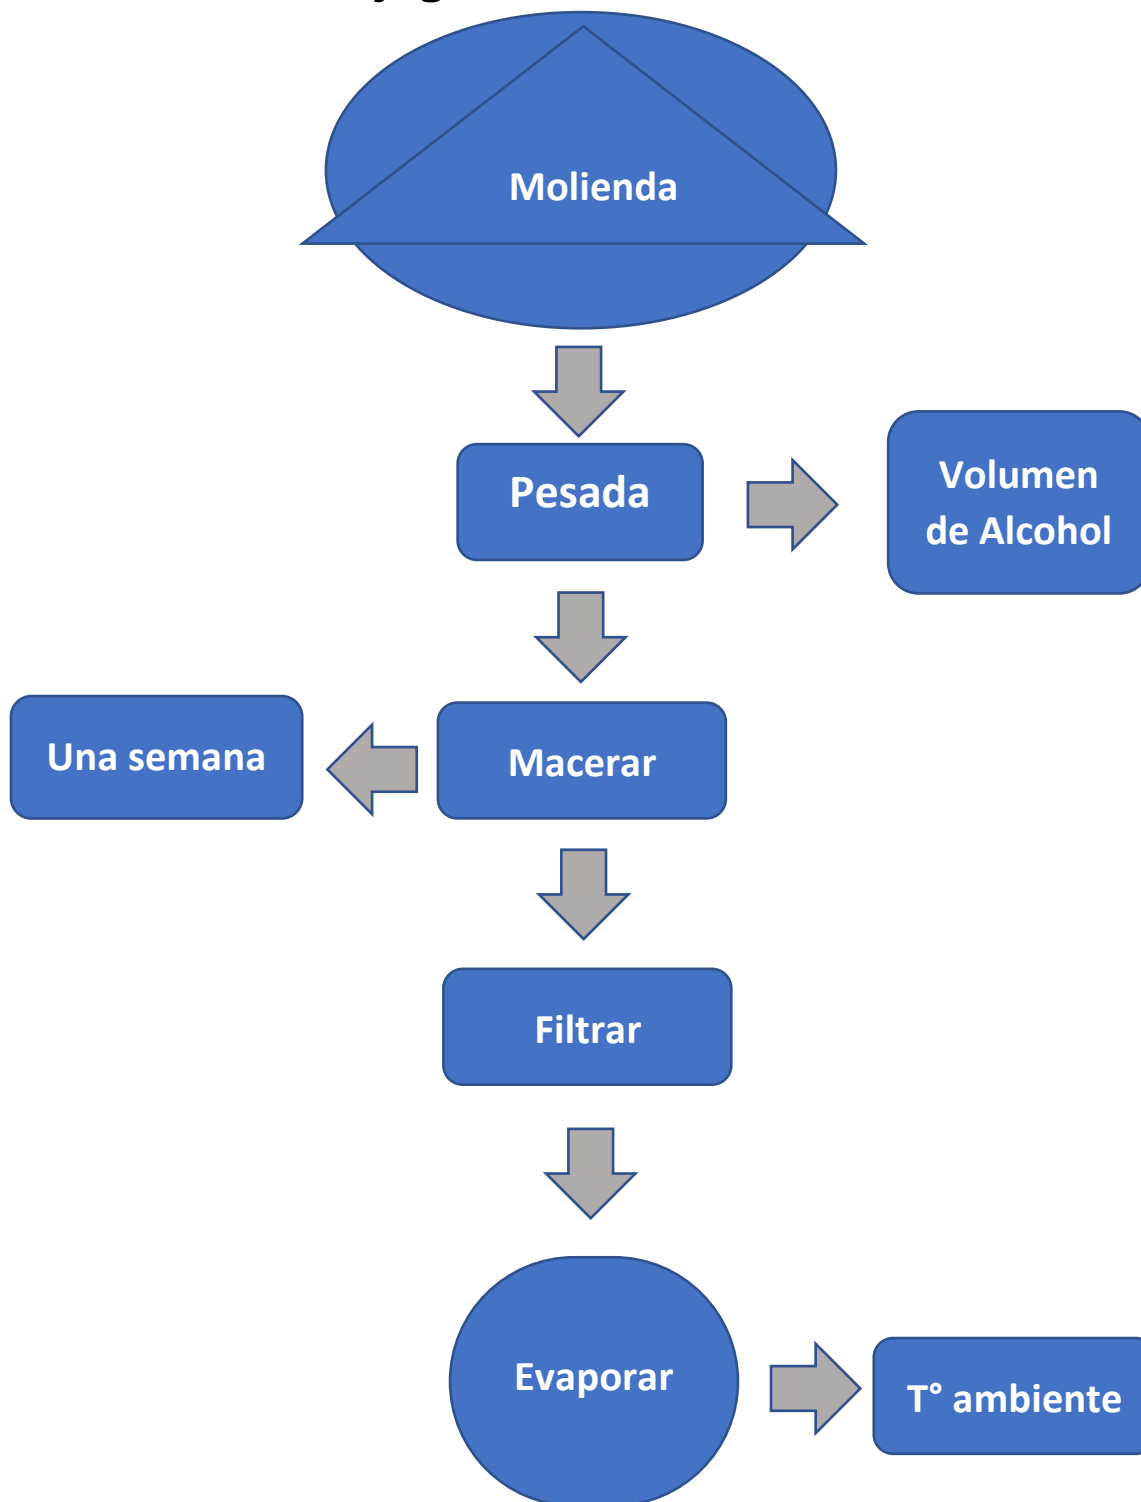 Molienda
Pesada
Volumen
de Alcohol
Una semana
Macerar
Filtrar
Evaporar
T° ambiente